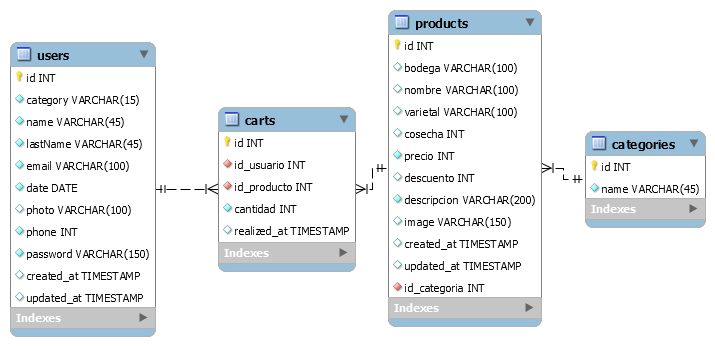 users
id INT
category VARCHAR(15)
name VARCHAR(45)
lastName VARCHAR(45)
email VARCHAR(100)
date DATE
photo VARCHAR(100)
phone INT
password VARCHAR(150)
created_at TIMESTAMP
updated_at TIMESTAMP
Indexes
carts
id INT
id_usuario INT
id_producto INT
cantidad INT
realized_at TIMESTAMP
Indexes
products
id INT
bodega VARCHAR(100)
nombre VARCHAR(100)
varietal VARCHAR(100)
cosecha INT
precio INT
descuento INT
descripcion VARCHAR(200)
image VARCHAR(150)
created_at TIMESTAMP
updated_at TIMESTAMP
id_categoria INT
Indexes
categories
id INT
name VARCHAR(45)
Indexes